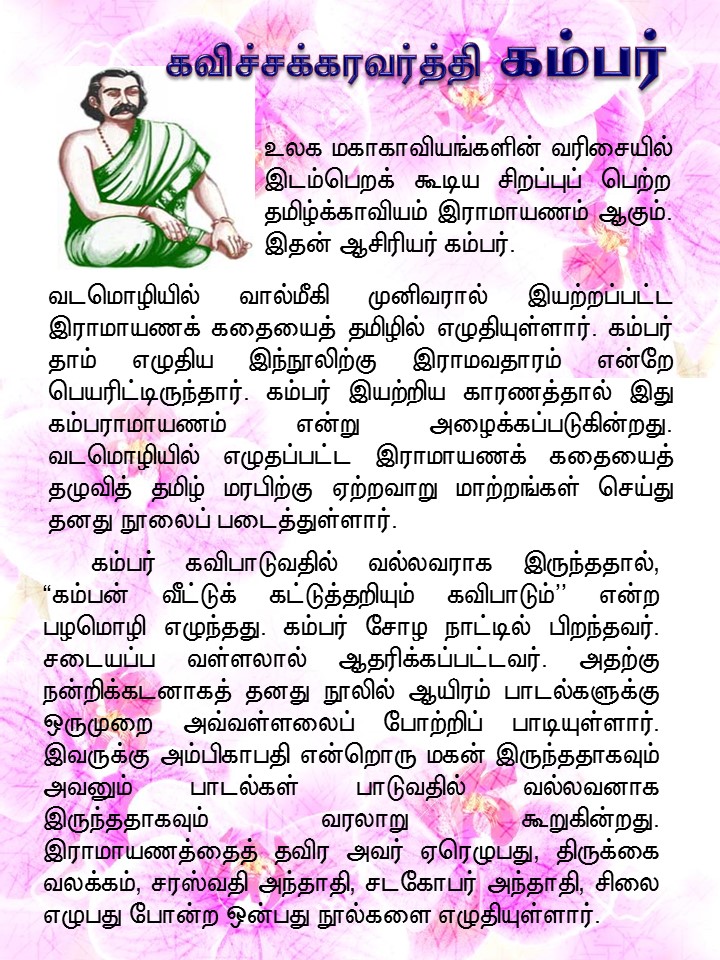 கவிச்சக்கரவர்த்தி கம்பர்
உலக மகாகாவியங்களின் வரிசையில்
இடம்பெறக் கூடிய சிறப்புப் பெற்ற
தமிழ்க்காவியம் இராமாயணம் ஆகும்.
இதன் ஆசிரியர் கம்பர்.
வடமொழியில் வால்மீகி முனிவரால் இயற்றப்பட்ட
இராமாயணக் கதையைத் தமிழில் எழுதியுள்ளார். கம்பர்
தாம் எழுதிய இந்நூலிற்கு இராமவதாரம் என்றே
பெயரிட்டிருந்தார். கம்பர் இயற்றிய காரணத்தால் இது
கம்பராமாயணம் என்று அழைக்கப்படுகின்றது.
வடமொழியில் எழுதப்பட்ட இராமாயணக் கதையைத்
தழுவித் தமிழ் மரபிற்கு ஏற்றவாறு மாற்றங்கள் செய்து
தனது நூலைப் படைத்துள்ளார்.
கம்பர் கவிபாடுவதில் வல்லவராக இருந்ததால்,
“கம்பன் வீட்டுக் கட்டுத்தறியும் கவிபாடும்’’ என்ற
பழமொழி எழுந்தது. கம்பர் சோழ நாட்டில் பிறந்தவர்.
சடையப்ப வள்ளலால் ஆதரிக்கப்பட்டவர். அதற்கு
நன்றிக்கடனாகத் தனது நூலில் ஆயிரம் பாடல்களுக்கு
ஒருமுறை அவ்வள்ளலைப் போற்றிப் பாடியுள்ளார்.
இவருக்கு அம்பிகாபதி என்றொரு மகன் இருந்ததாகவும்
அவனும் பாடல்கள் பாடுவதில் வல்லவனாக
இருந்ததாகவும் வரலாறு கூறுகின்றது.
இராமாயணத்தைத் தவிர அவர் ஏரெழுபது, திருக்கை
வலக்கம், சரஸ்வதி அந்தாதி, சடகோபர் அந்தாதி, சிலை
எழுபது போன்ற ஒன்பது நூல்களை எழுதியுள்ளார்.